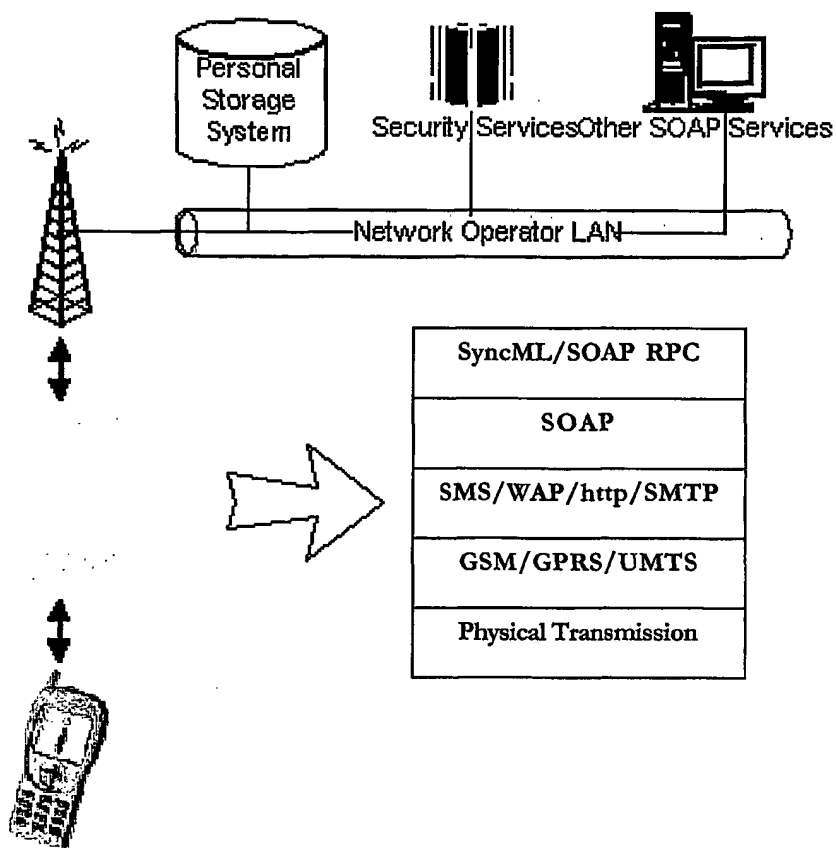 Personal
Storage
System
Security Services
Other SOAP Services
Network Operator LAN
SyncML/SOAP RPC
SOAP
SMS/WAP/http/SMTP
GSM/GPRS/UMTS
Physical Transmission